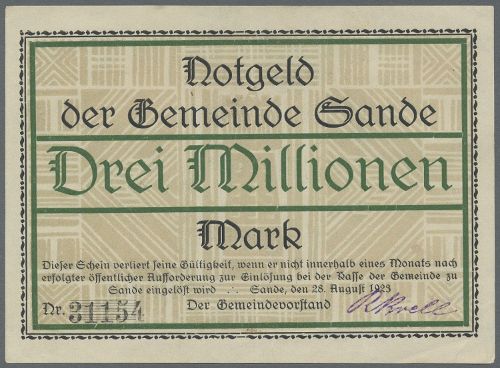 Notgeld
der Gemeinde Sande
Drei Millionen
Mark
Dieser Schein verliert seine Gültigkeit, wenn er nicht innerhalb eines Monats nach
erfolgter öffentlicher Aufforderung zur Einlösung bei der Kasse der Gemeinde zu
Sande eingelöst wird .·. Sande, den 28. August 1923
Nr. 31154 Der Gemeindevorstand